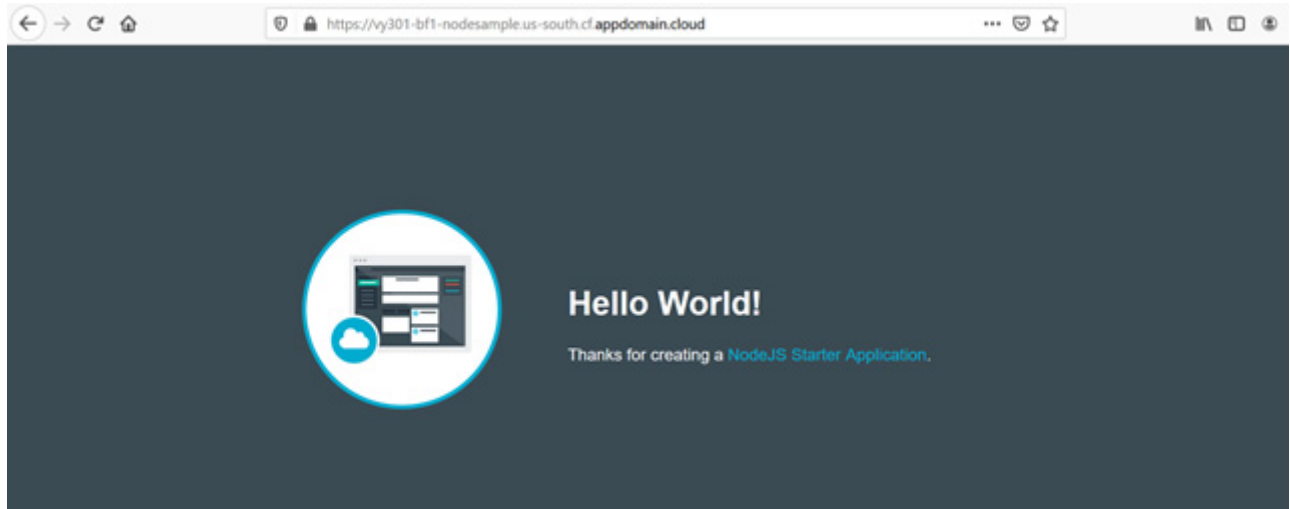 https://vy301-bf1-nodesample.us-south.cf.appdomain.cloud
Hello World!
Thanks for creating a NodeJS Starter Application.